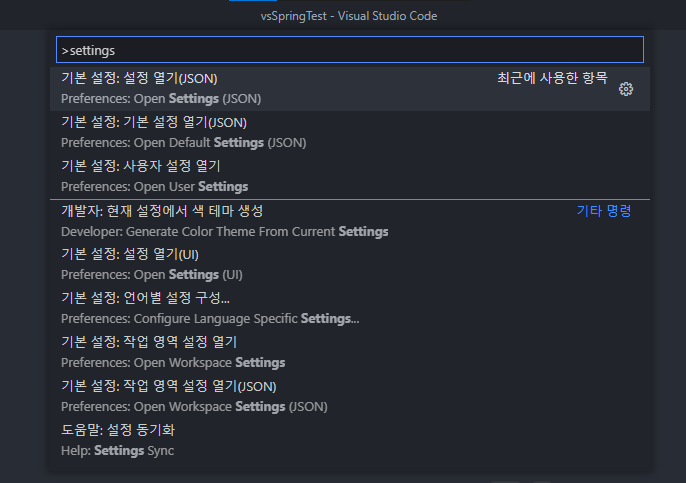 vsSpringTest - Visual Studio Code
>settings
기본 설정: 설정 열기(JSON) 최근에 사용한 항목
Preferences: Open Settings (JSON)
기본 설정: 기본 설정 열기(JSON)
Preferences: Open Default Settings (JSON)
기본 설정: 사용자 설정 열기
Preferences: Open User Settings
개발자: 현재 설정에서 색 테마 생성 기타 명령
Developer: Generate Color Theme From Current Settings
기본 설정: 설정 열기(UI)
Preferences: Open Settings (UI)
기본 설정: 언어별 설정 구성...
Preferences: Configure Language Specific Settings...
기본 설정: 작업 영역 설정 열기
Preferences: Open Workspace Settings
기본 설정: 작업 영역 설정 열기(JSON)
Preferences: Open Workspace Settings (JSON)
도움말: 설정 동기화
Help: Settings Sync